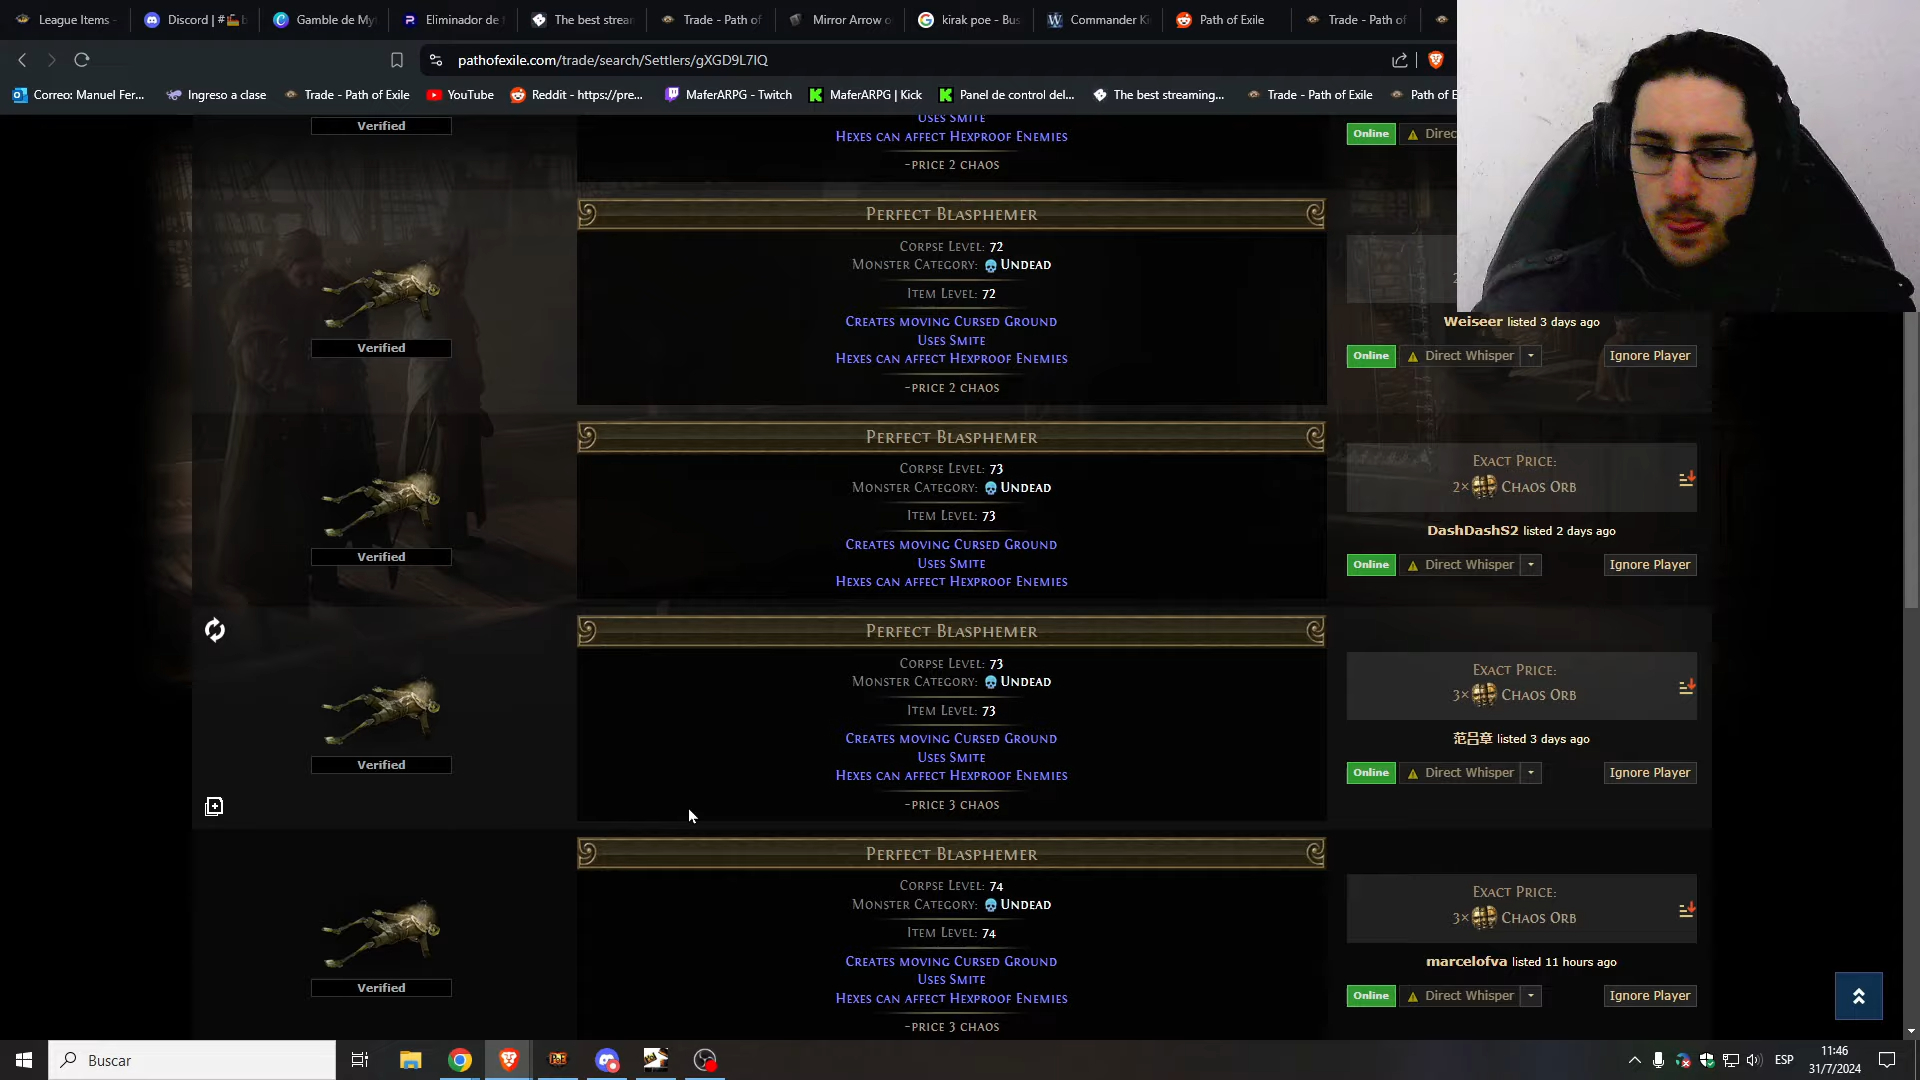 League Items -
Discord | #
Gamble de My
Eliminador de
The best strean
Trade - Path of
Mirror Arrow o
kirak poe - Bus
Commander Ki
Path of Exile
Trade - Path of
pathofexile.com/trade/search/Settlers/gXGD9L7IQ
Correo: Manuel Fer...
Ingreso a clase
Trade - Path of Exile
YouTube
Reddit - https://pre...
MaferARPG - Twitch
MaferARPG | Kick
Panel de control del...
The best streaming...
Trade - Path of Exile
Path of E
Verified
Uses Smite
Hexes can affect Hexproof Enemies
~price 2 chaos
Online
Direc
Perfect Blasphemer
Corpse Level: 72
Monster Category: Undead
Item Level: 72
Creates moving Cursed Ground
Uses Smite
Hexes can affect Hexproof Enemies
~price 2 chaos
Verified
Weiseer listed 3 days ago
Online
Direct Whisper
Ignore Player
Perfect Blasphemer
Corpse Level: 73
Monster Category: Undead
Item Level: 73
Creates moving Cursed Ground
Uses Smite
Hexes can affect Hexproof Enemies
Verified
Exact Price:
2× Chaos Orb
DashDashS2 listed 2 days ago
Online
Direct Whisper
Ignore Player
Perfect Blasphemer
Corpse Level: 73
Monster Category: Undead
Item Level: 73
Creates moving Cursed Ground
Uses Smite
Hexes can affect Hexproof Enemies
~price 3 chaos
Verified
Exact Price:
3× Chaos Orb
范吕章 listed 3 days ago
Online
Direct Whisper
Ignore Player
Perfect Blasphemer
Corpse Level: 74
Monster Category: Undead
Item Level: 74
Creates moving Cursed Ground
Uses Smite
Hexes can affect Hexproof Enemies
~price 3 chaos
Verified
Exact Price:
3× Chaos Orb
marcelofva listed 11 hours ago
Online
Direct Whisper
Ignore Player
Buscar
ESP
11:46
31/7/2024